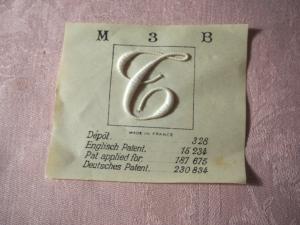 M 3 B
C
MADE IN FRANCE
Dépôt. 328
Englisch Patent. 15 234
Pat. applied for. 187 675
Deutsches Patent. 230 834